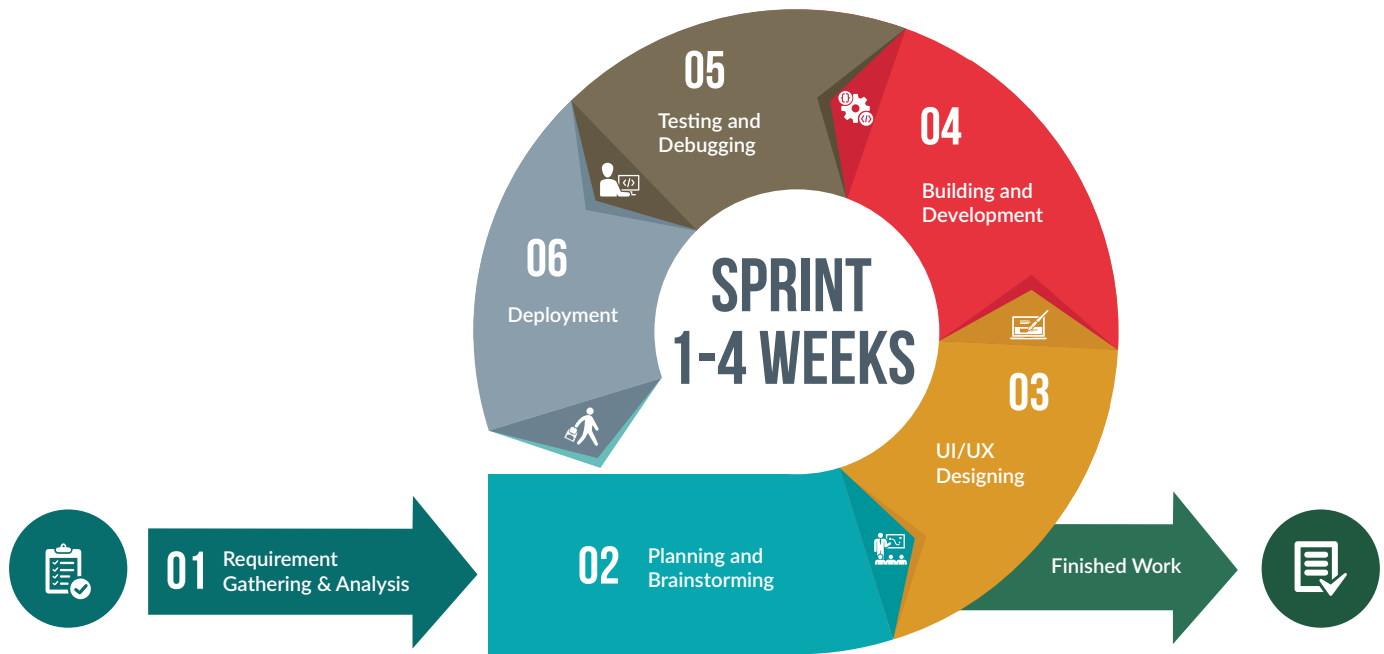 01
Requirement
Gathering & Analysis
02
Planning and
Brainstorming
03
UI/UX
Designing
04
Building and
Development
05
Testing and
Debugging
06
Deployment
SPRINT
1-4 WEEKS
Finished Work